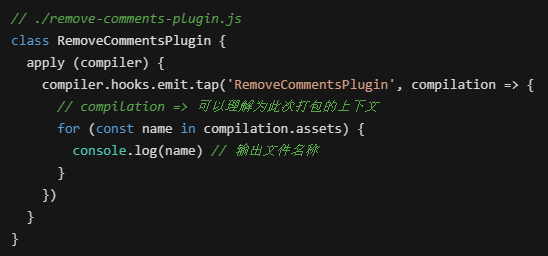 // ./remove-comments-plugin.js
class RemoveCommentsPlugin {
  apply (compiler) {
    compiler.hooks.emit.tap('RemoveCommentsPlugin', compilation => {
      // compilation => 可以理解为此次打包的上下文
      for (const name in compilation.assets) {
        console.log(name) // 输出文件名称
      }
    })
  }
}